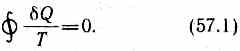 ∮ δQ/T = 0. (57.1)